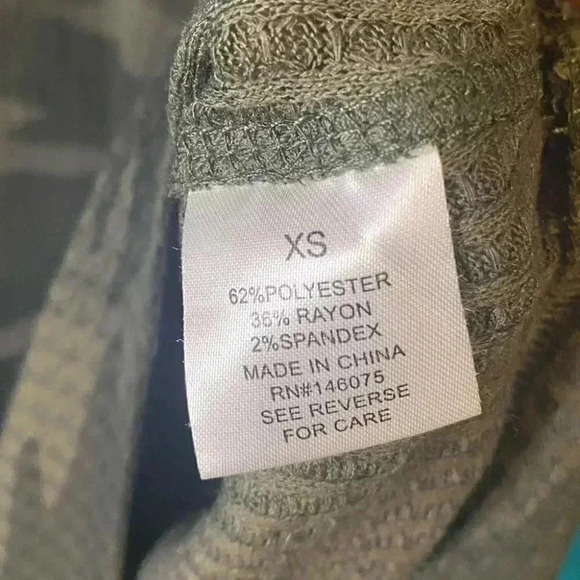 XS
62%POLYESTER
36% RAYON
2%SPANDEX
MADE IN CHINA
RN#146075
SEE REVERSE
FOR CARE